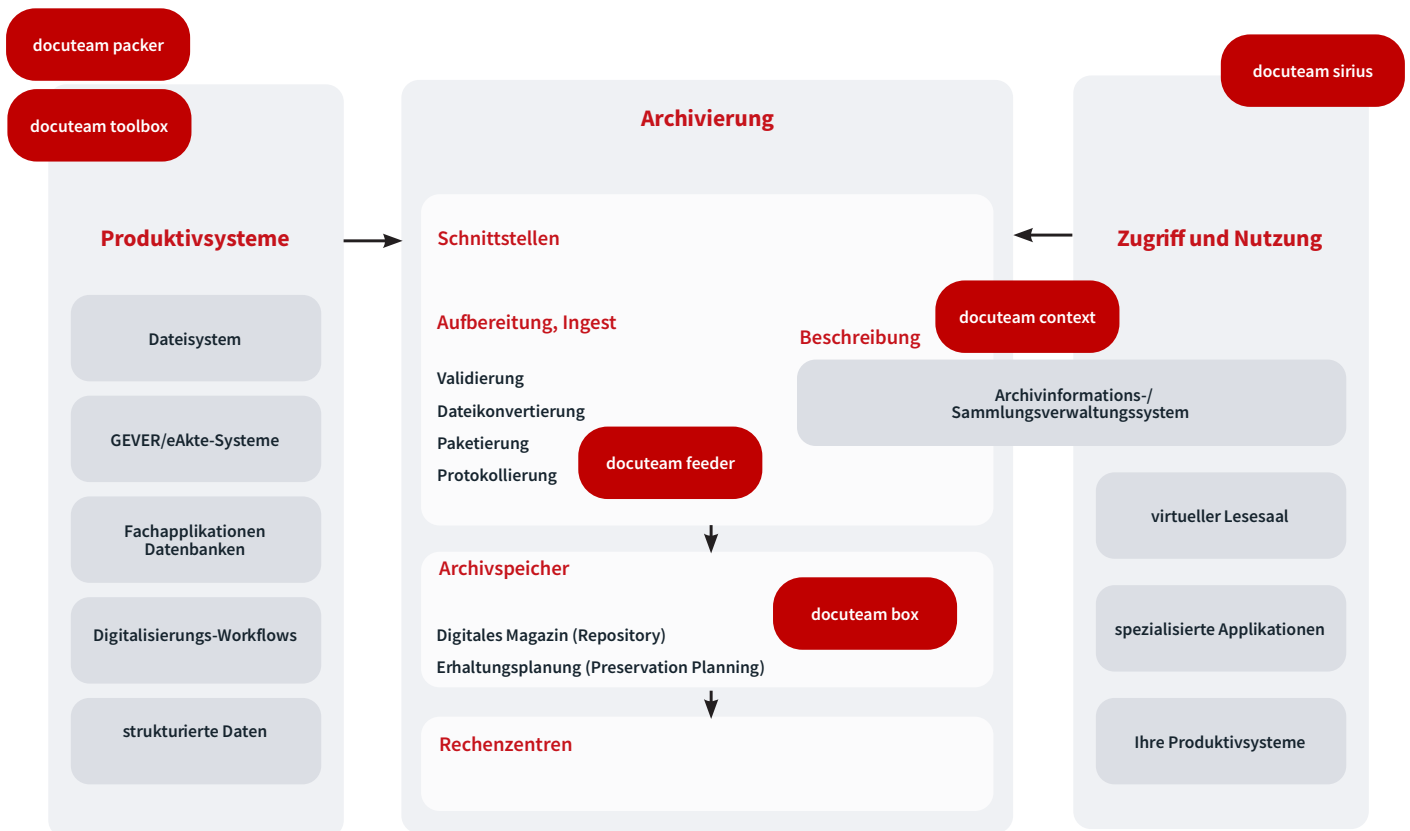 docuteam packer
docuteam toolbox
Produktivsysteme
Dateisystem
GEVER/eAkte-Systeme
Fachapplikationen
Datenbanken
Digitalisierungs-Workflows
strukturierte Daten
Archivierung
Schnittstellen
Aufbereitung, Ingest
Validierung
Dateikonvertierung
Paketierung
Protokollierung
docuteam feeder
Beschreibung
docuteam context
Archivinformations-/
Sammlungsverwaltungssystem
Archivspeicher
docuteam box
Digitales Magazin (Repository)
Erhaltungsplanung (Preservation Planning)
Rechenzentren
docuteam sirius
Zugriff und Nutzung
virtueller Lesesaal
spezialisierte Applikationen
Ihre Produktivsysteme